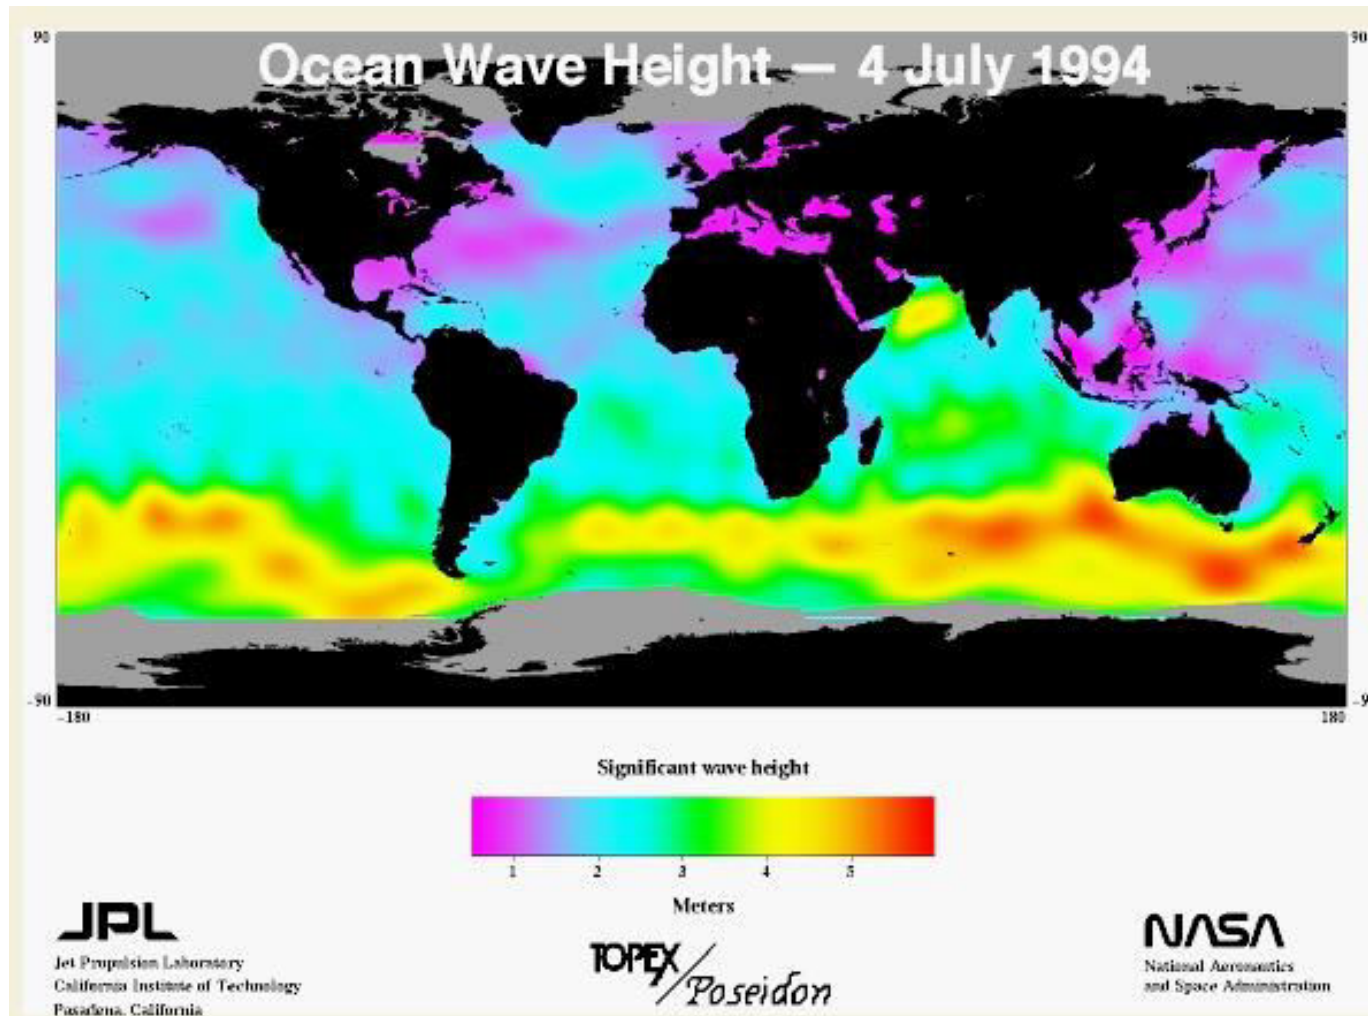 Ocean Wave Height — 4 July 1994
90
90
-90
-9
-180
180
Significant wave height
1
2
3
4
5
Meters
JPL
Jet Propulsion Laboratory
California Institute of Technology
Pasadena, California
TOPEX/Poseidon
NASA
National Aeronautics
and Space Administration